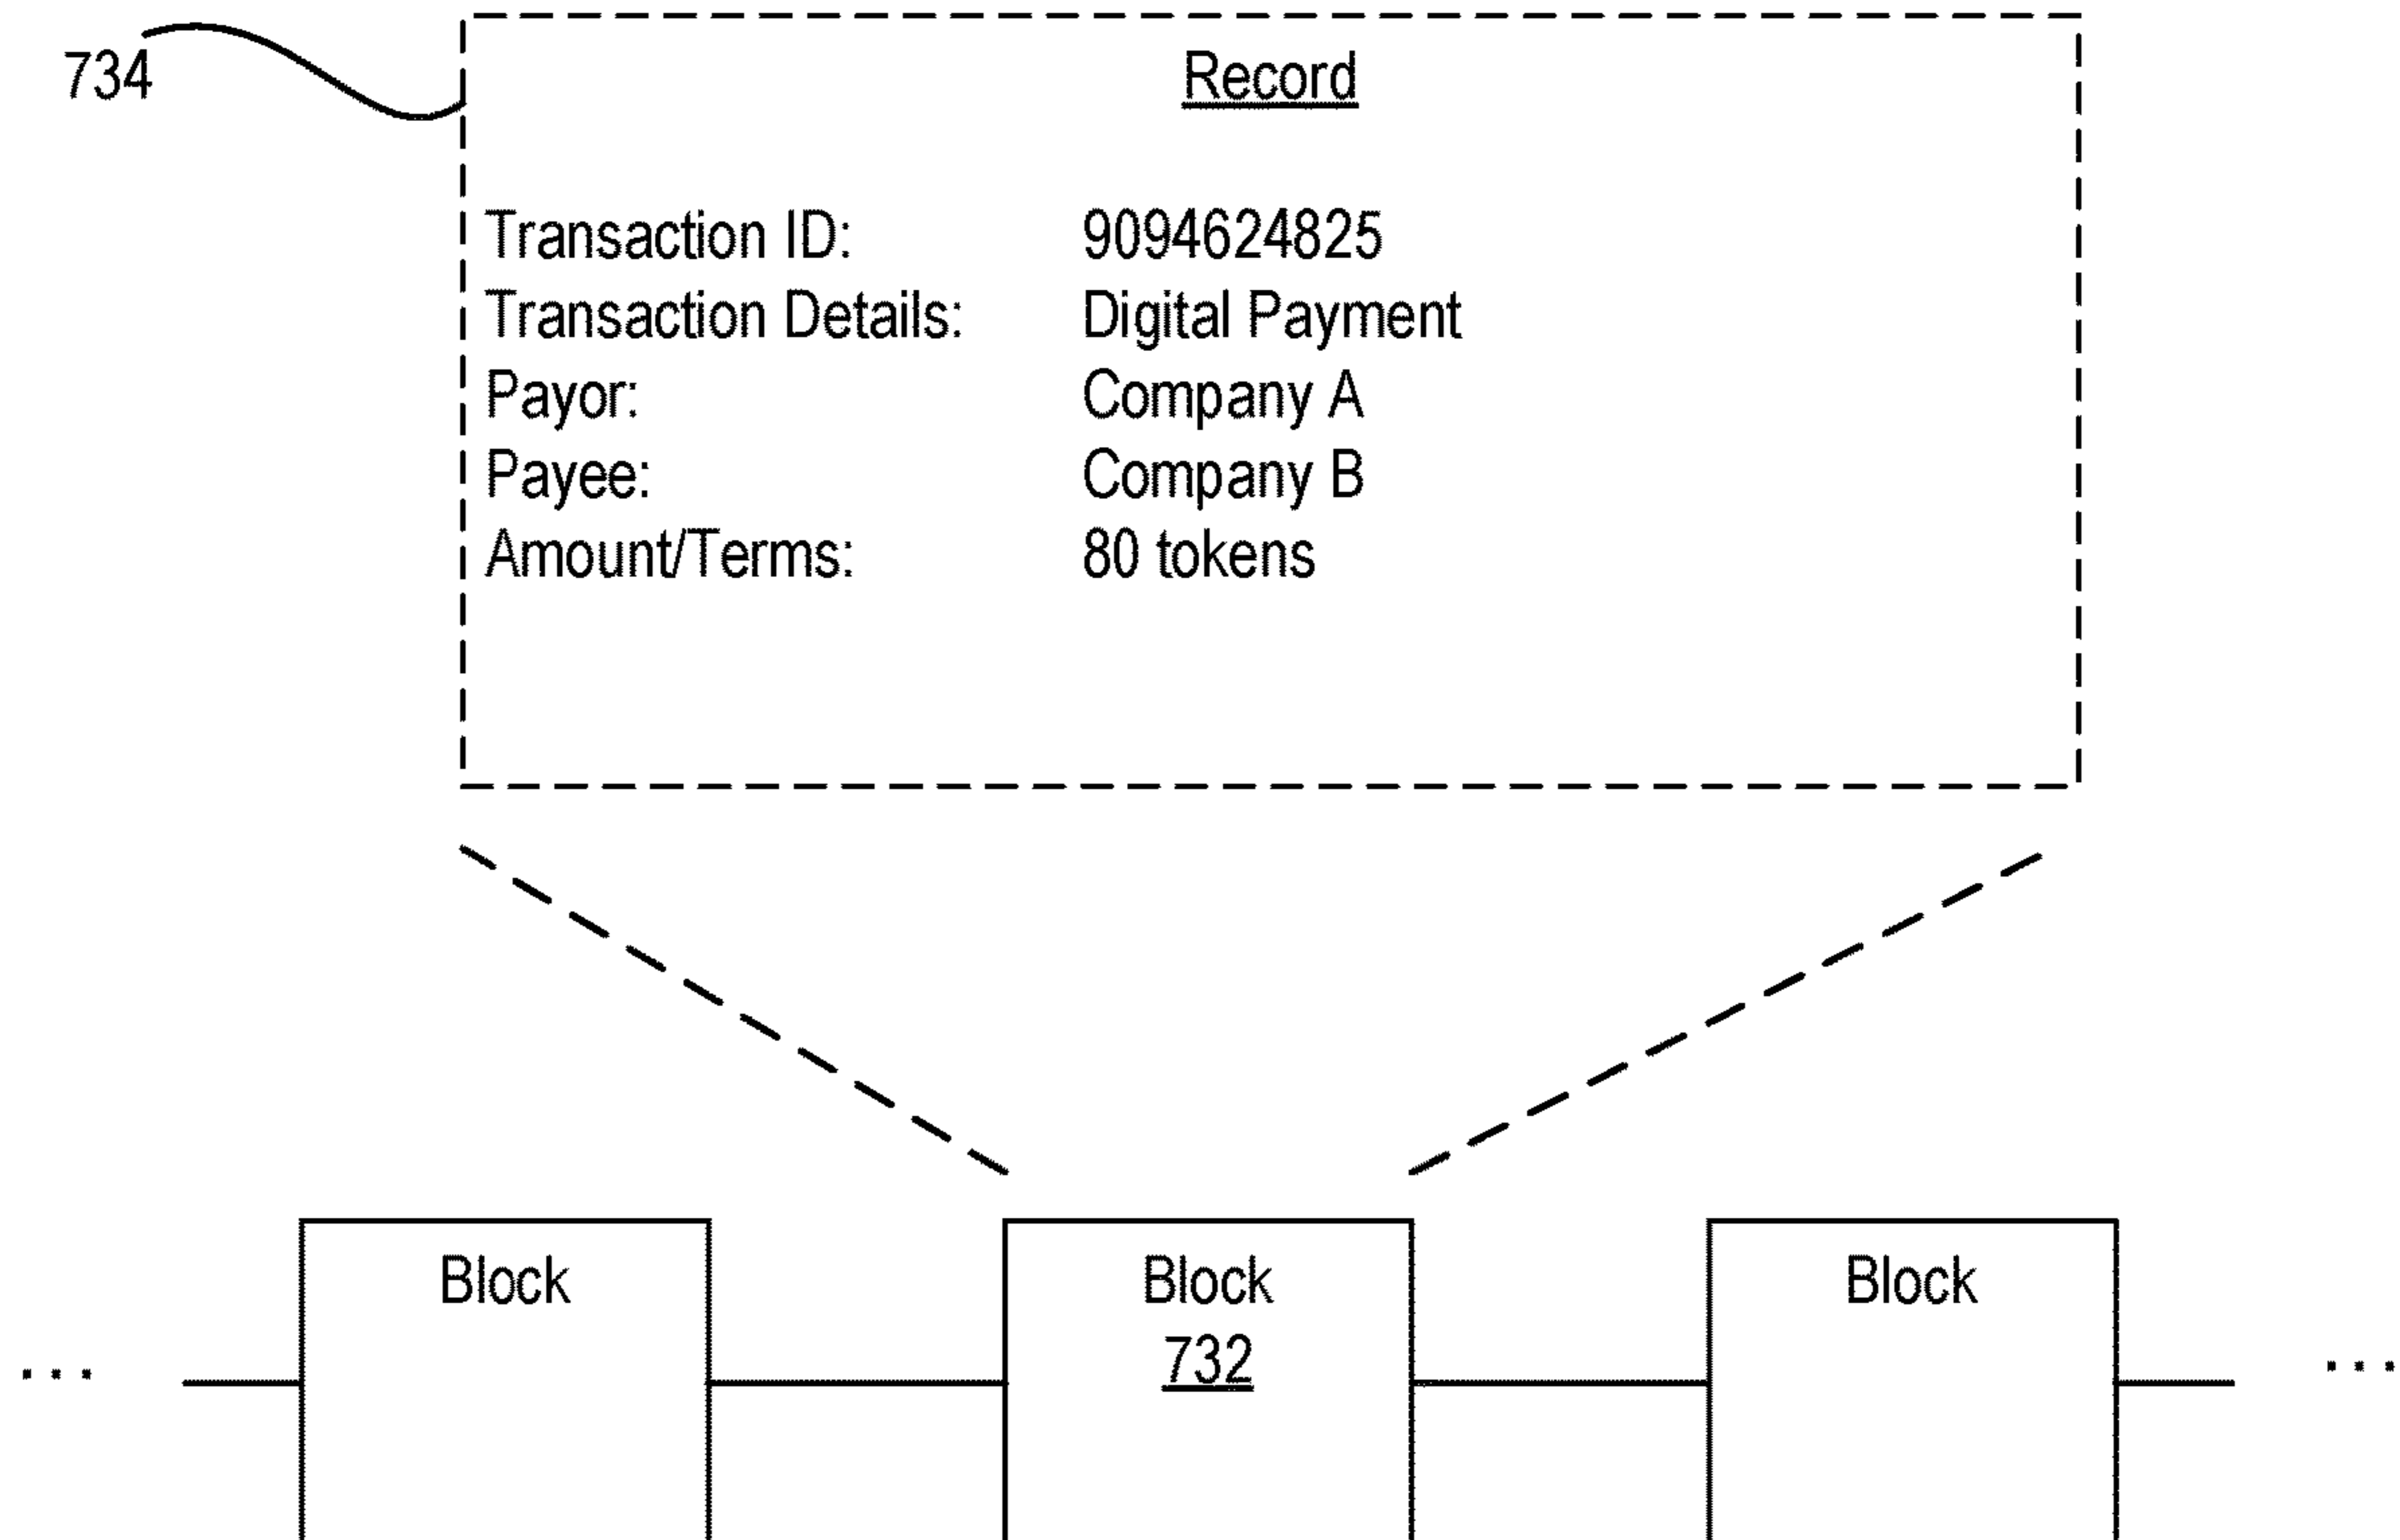 734
Record
Transaction ID: 9094624825
Transaction Details: Digital Payment
Payor: Company A
Payee: Company B
Amount/Terms: 80 tokens
Block Block Block
732
... ...